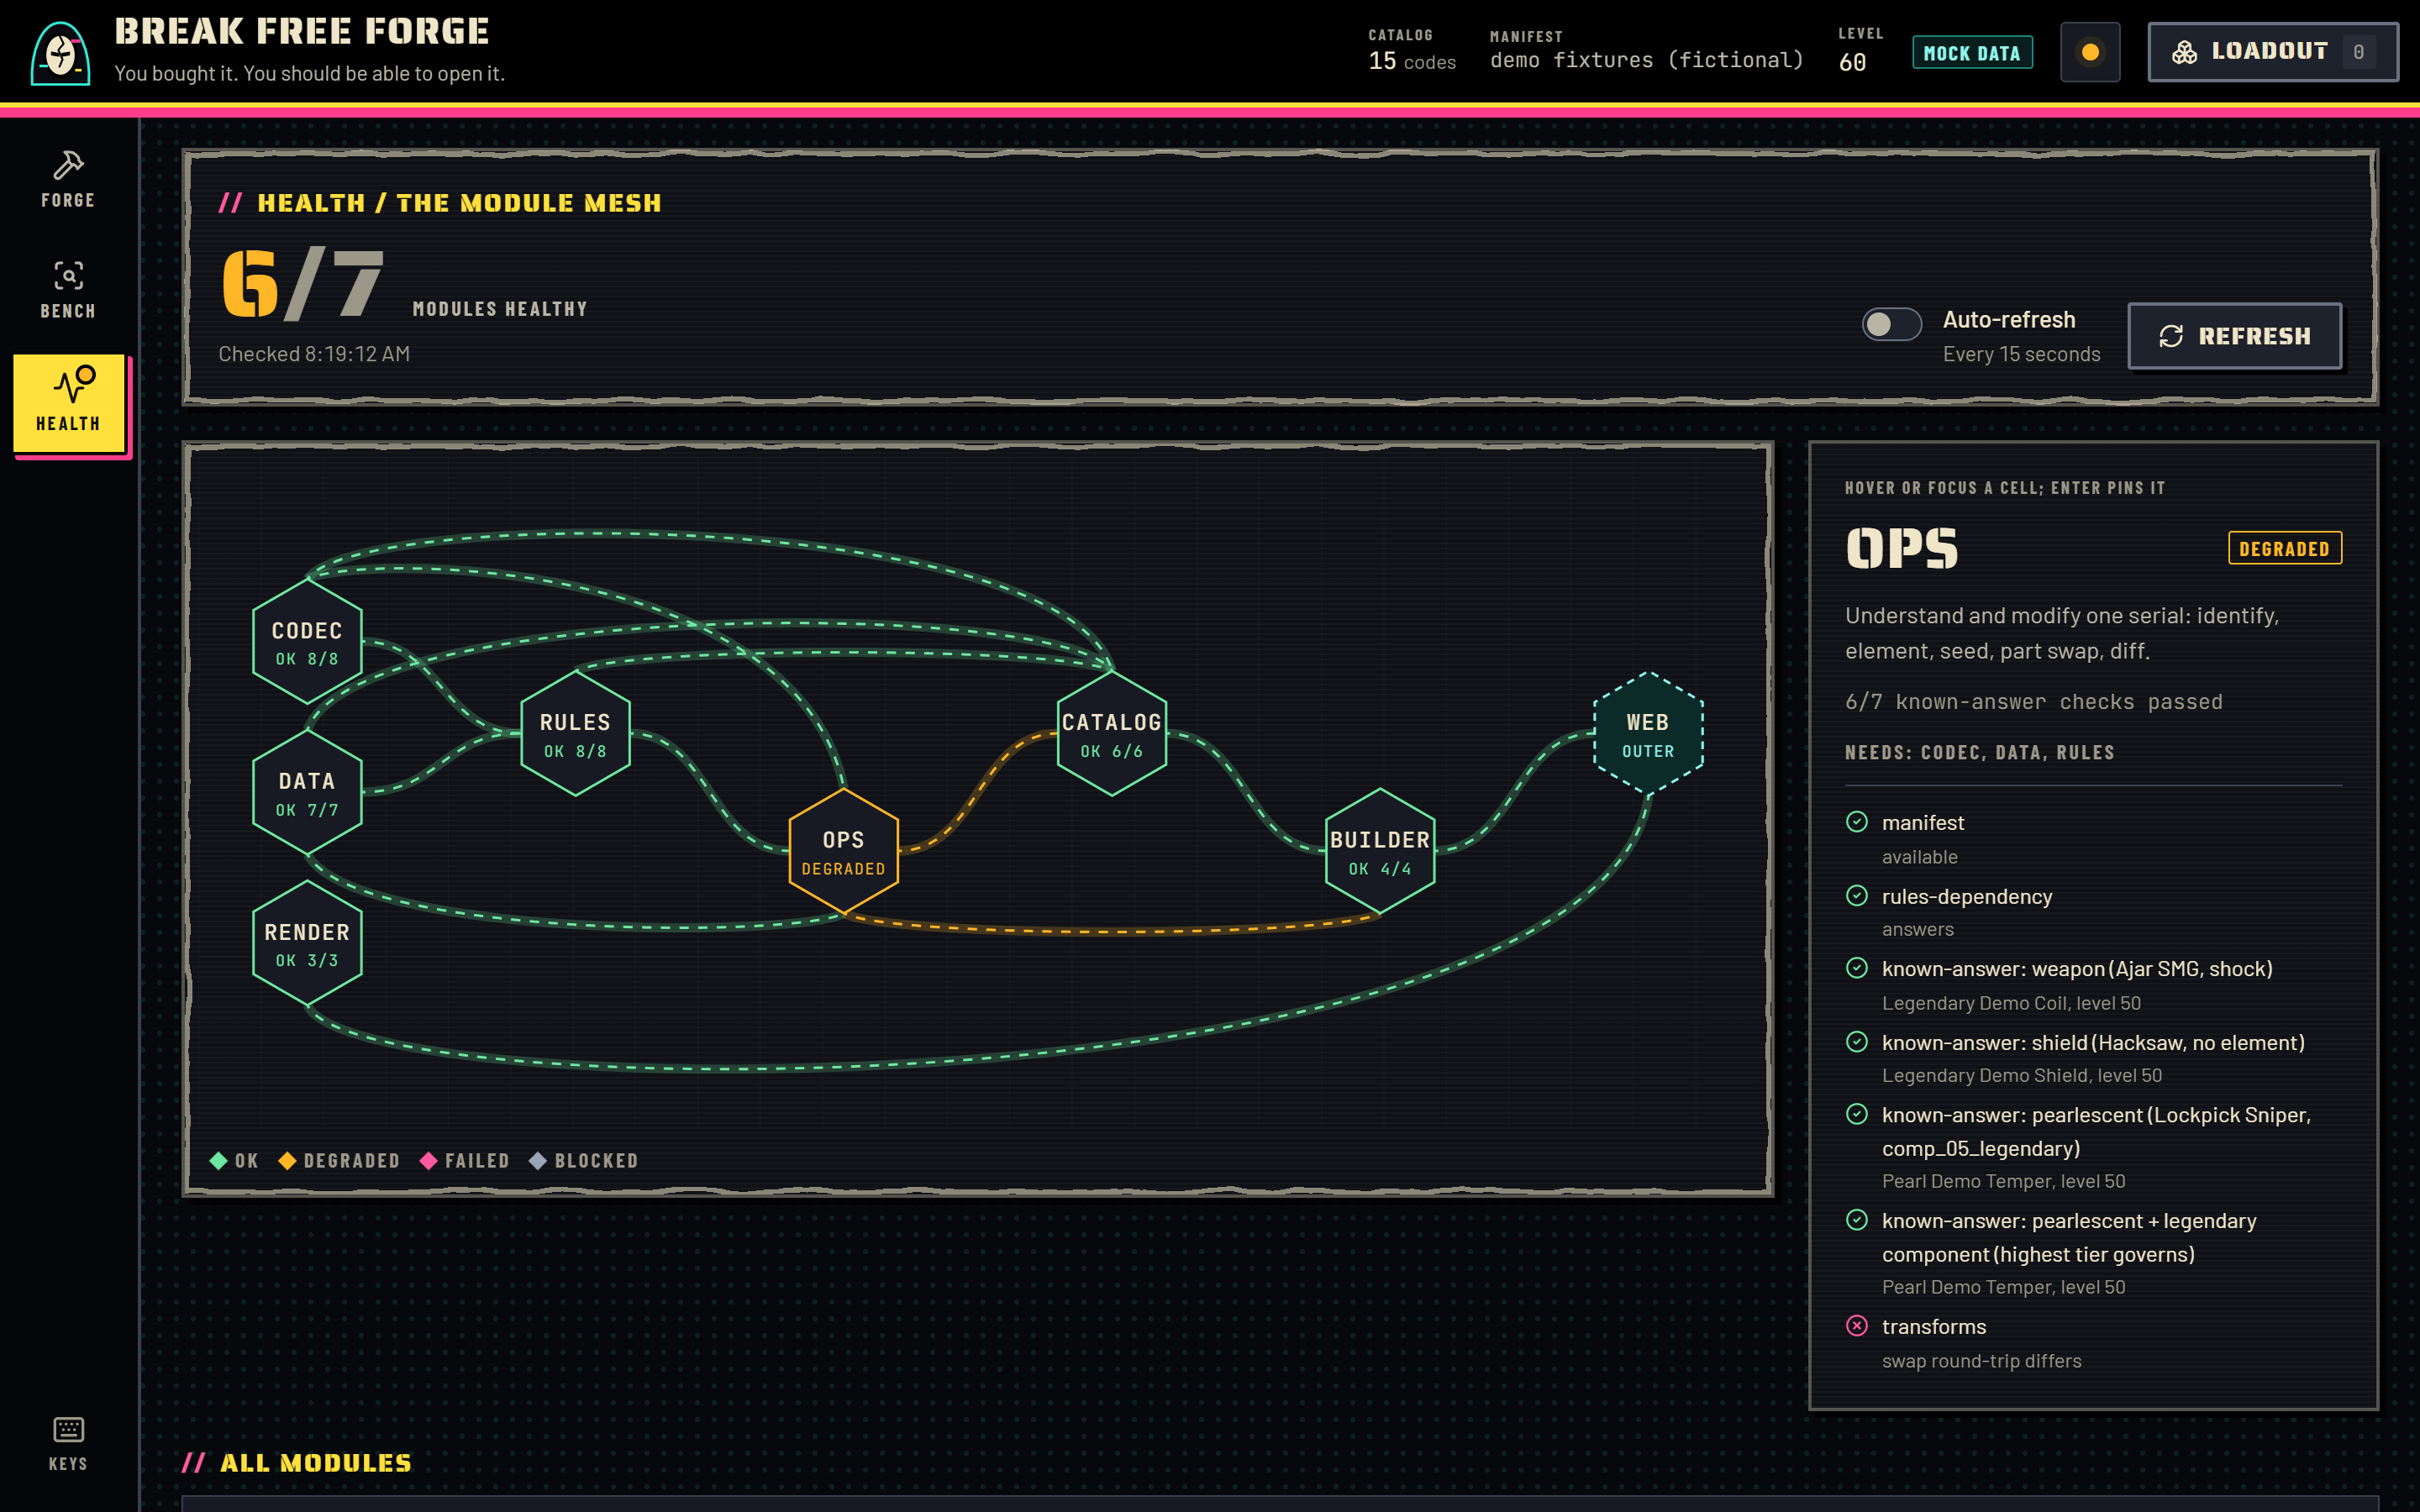 BREAK FREE FORGE
You bought it. You should be able to open it.
CATALOG
15 codes
MANIFEST
demo fixtures (fictional)
LEVEL
60
MOCK DATA
LOADOUT 0
FORGE
BENCH
HEALTH
KEYS
// HEALTH / THE MODULE MESH
6/7 MODULES HEALTHY
Checked 8:19:12 AM
Auto-refresh
Every 15 seconds
REFRESH
CODEC
OK 8/8
DATA
OK 7/7
RENDER
OK 3/3
RULES
OK 8/8
OPS
DEGRADED
CATALOG
OK 6/6
BUILDER
OK 4/4
WEB
OUTER
OK DEGRADED FAILED BLOCKED
HOVER OR FOCUS A CELL; ENTER PINS IT
OPS DEGRADED
Understand and modify one serial: identify,
element, seed, part swap, diff.
6/7 known-answer checks passed
NEEDS: CODEC, DATA, RULES
manifest
available
rules-dependency
answers
known-answer: weapon (Ajar SMG, shock)
Legendary Demo Coil, level 50
known-answer: shield (Hacksaw, no element)
Legendary Demo Shield, level 50
known-answer: pearlescent (Lockpick Sniper,
comp_05_legendary)
Pearl Demo Temper, level 50
known-answer: pearlescent + legendary
component (highest tier governs)
Pearl Demo Temper, level 50
transforms
swap round-trip differs
// ALL MODULES